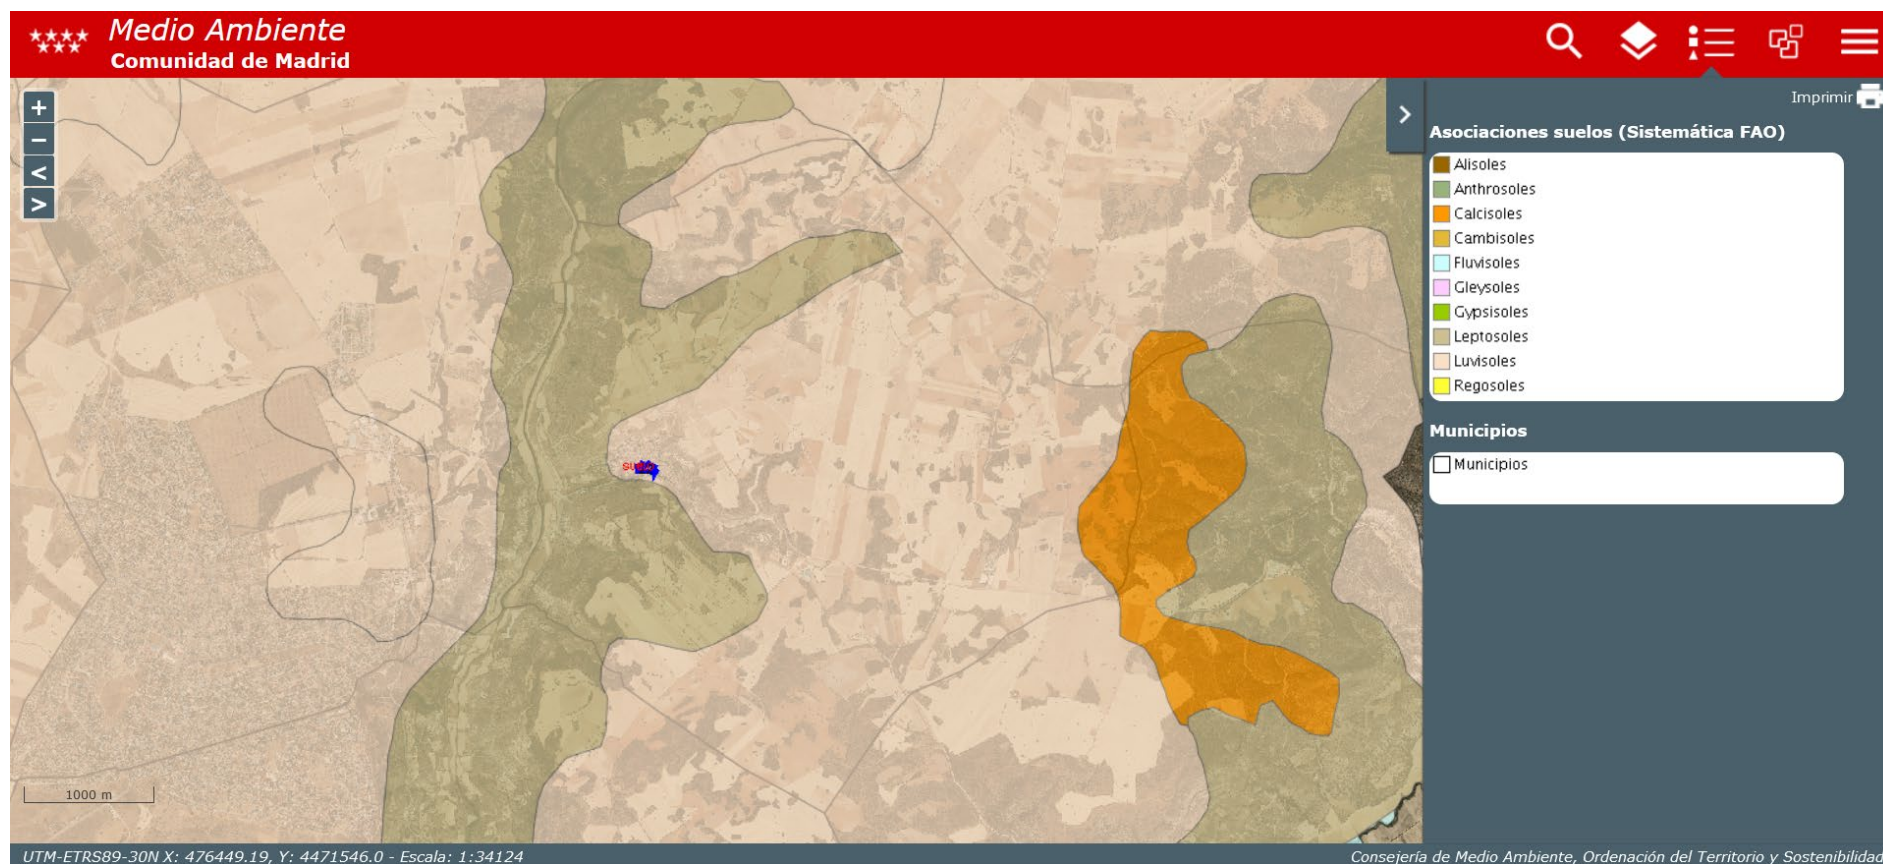 Medio Ambiente
Comunidad de Madrid
+
−
<
>
Imprimir
Asociaciones suelos (Sistemática FAO)
Alisoles
Anthrosoles
Calcisoles
Cambisoles
Fluvisoles
Gleysoles
Gypsisoles
Leptosoles
Luvisoles
Regosoles
Municipios
Municipios
1000 m
UTM-ETRS89-30N X: 476449.19, Y: 4471546.0 - Escala: 1:34124
Consejería de Medio Ambiente, Ordenación del Territorio y Sostenibilidad